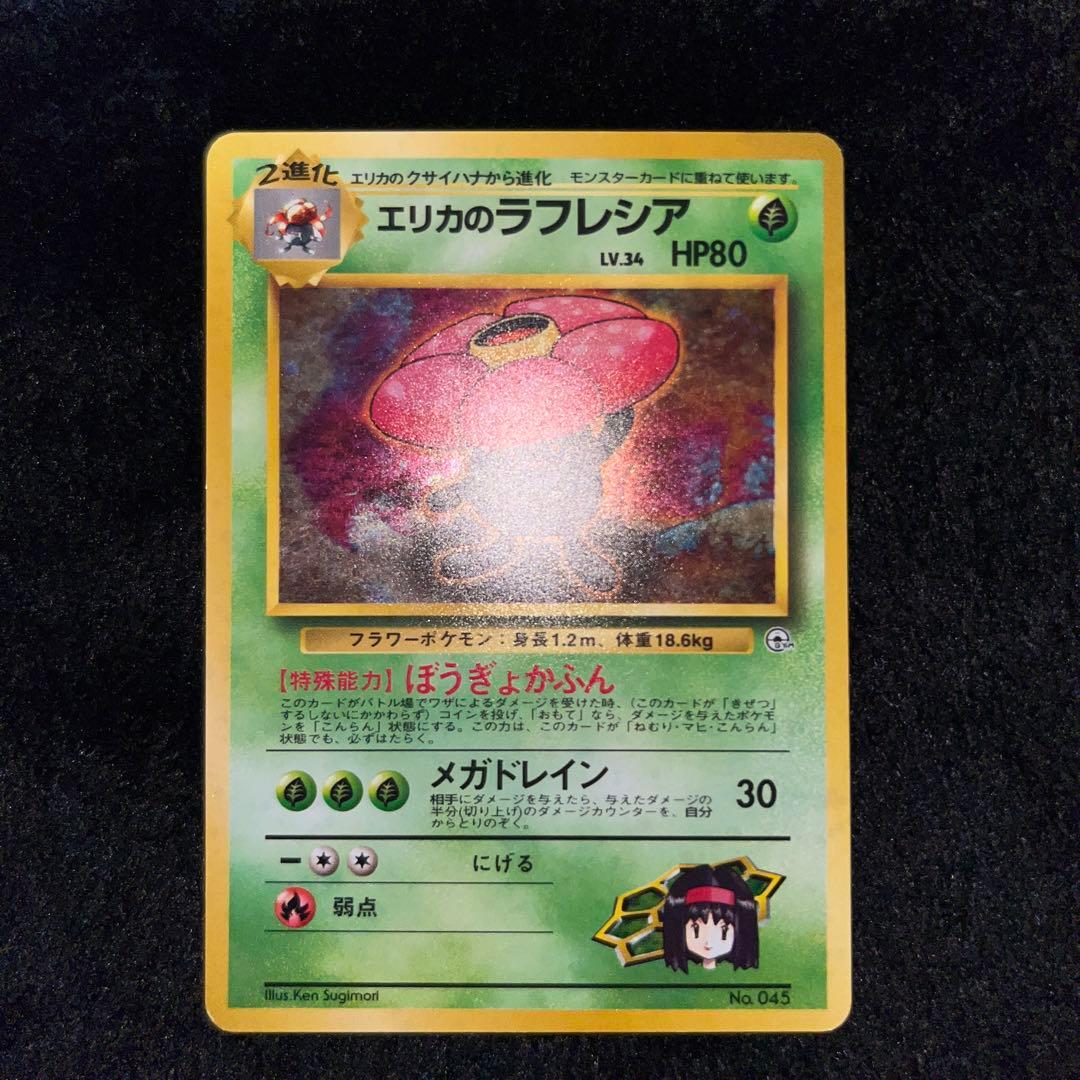 2進化 エリカのクサイハナから進化 モンスターカードに重ねて使います。
エリカのラフレシア
LV.34 HP80
フラワーポケモン：身長1.2m、体重18.6kg
GYM
【特殊能力】ぼうぎょかふん
このカードがバトル場でワザによるダメージを受けた時、（このカードが「きぜつ」
するしないにかかわらず）コインを投げ、「おもて」なら、ダメージを与えたポケモ
ンを「こんらん」状態にする。この力は、このカードが「ねむり・マヒ・こんらん」
状態でも、必ずはたらく。
メガドレイン 30
相手にダメージを与えたら、与えたダメージの
半分(切り上げ)のダメージカウンターを、自分
からとりのぞく。
ー にげる
弱点
Illus.Ken Sugimori No. 045